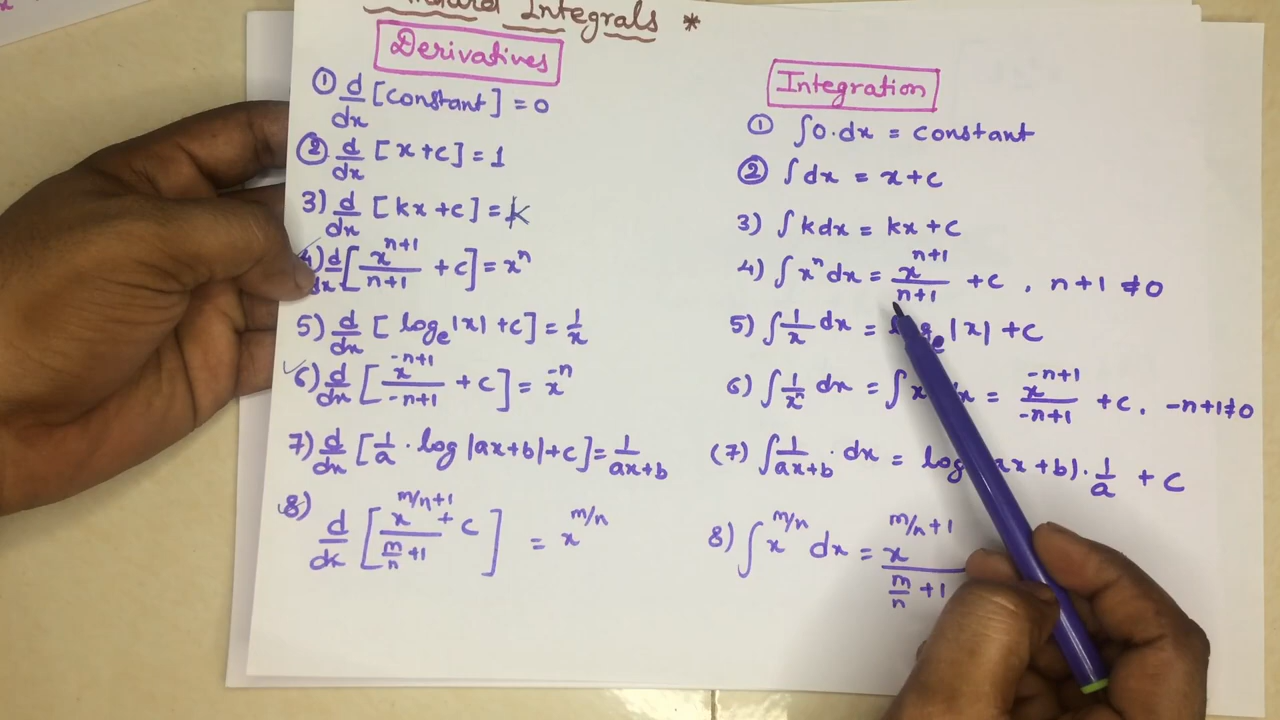 Integrals *
Derivatives
① d/dx [constant] = 0
② d/dx [x+c] = 1
3) d/dx [kx+c] = k
4) d/dx [x^{n+1}/(n+1) + c] = x^n
5) d/dx [log_e|x| + c] = 1/x
6) d/dx [x^{-n+1}/(-n+1) + c] = x^{-n}
7) d/dx [1/a · log|ax+b|+c] = 1/(ax+b)
8) d/dx [x^{m/n+1}/(m/n+1) + c] = x^{m/n}
Integration
① ∫0·dx = constant
② ∫dx = x+c
3) ∫kdx = kx+c
4) ∫x^n dx = x^{n+1}/(n+1) + c , n+1 ≠ 0
5) ∫1/x dx = log_e|x| + c
6) ∫1/x^n dx = ∫x dx = x^{-n+1}/(-n+1) + c, -n+1≠0
(7) ∫1/(ax+b) · dx = log x+b)·1/a + c
8) ∫x^{m/n} dx = x^{m/n+1}/(m/n+1)